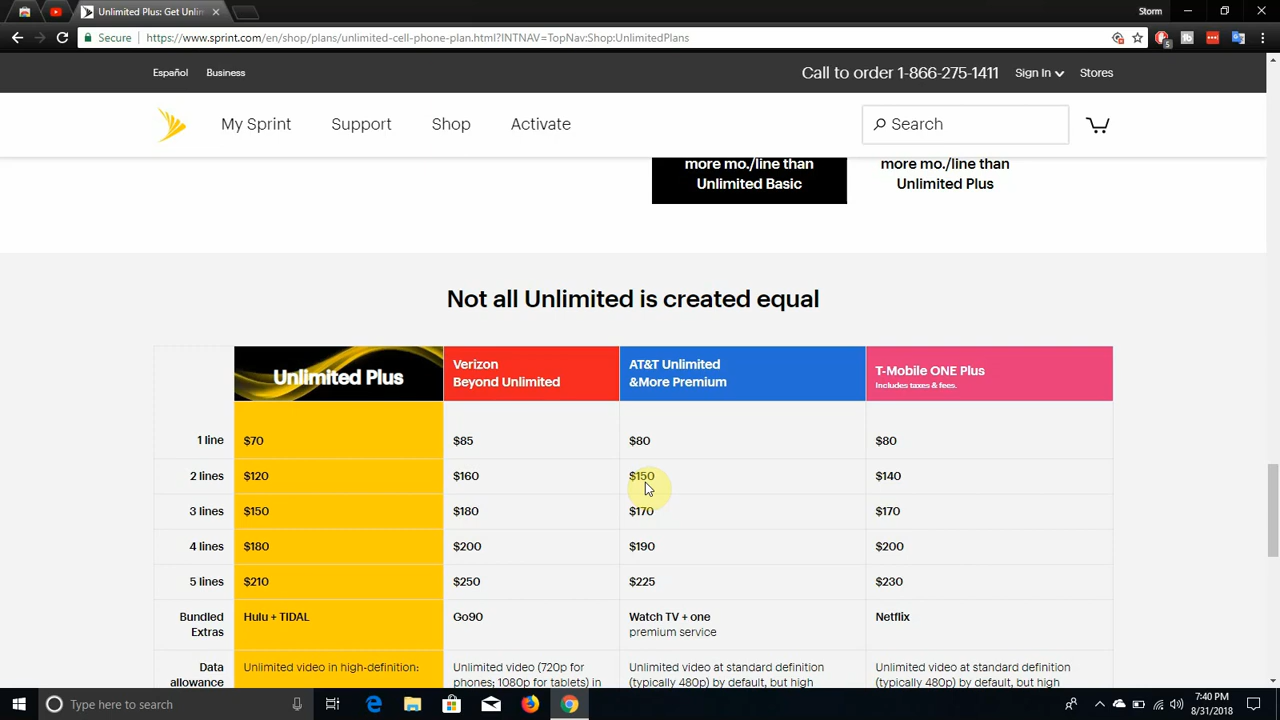 Unlimited Plus: Get Unlin
Storm
Secure https://www.sprint.com/en/shop/plans/unlimited-cell-phone-plan.html?INTNAV=TopNav:Shop:UnlimitedPlans
5
Español Business Call to order 1-866-275-1411 Sign In Stores
My Sprint Support Shop Activate Search
more mo./line than more mo./line than
Unlimited Basic Unlimited Plus
Not all Unlimited is created equal
Unlimited Plus
Verizon
Beyond Unlimited
AT&T Unlimited
&More Premium
T-Mobile ONE Plus
Includes taxes & fees.
1 line $70 $85 $80 $80
2 lines $120 $160 $150 $140
3 lines $150 $180 $170 $170
4 lines $180 $200 $190 $200
5 lines $210 $250 $225 $230
Bundled Hulu + TIDAL Go90 Watch TV + one Netflix
Extras premium service
Data Unlimited video in high-definition: Unlimited video (720p for Unlimited video at standard definition Unlimited video at standard definition
allowance phones; 1080p for tablets) in (typically 480p) by default, but high (typically 480p) by default, but high
Type here to search
7:40 PM
8/31/2018